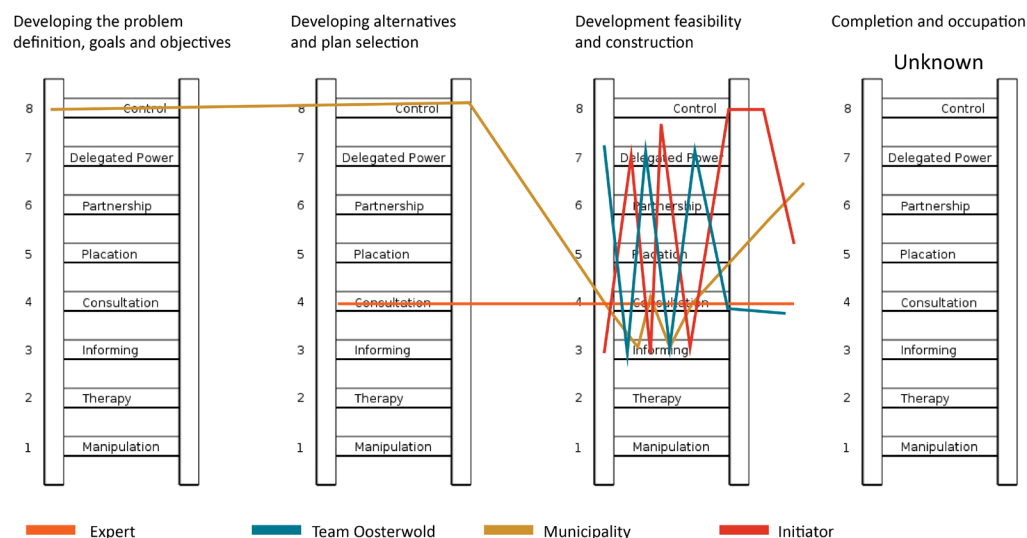 Developing the problem
definition, goals and objectives
Developing alternatives
and plan selection
Development feasibility
and construction
Completion and occupation
Unknown
8 Control
7 Delegated Power
6 Partnership
5 Placation
4 Consultation
3 Informing
2 Therapy
1 Manipulation
8 Control
7 Delegated Power
6 Partnership
5 Placation
4 Consultation
3 Informing
2 Therapy
1 Manipulation
8 Control
7 Delegated Power
6 Partnership
5 Placation
4 Consultation
3 Informing
2 Therapy
1 Manipulation
8 Control
7 Delegated Power
6 Partnership
5 Placation
4 Consultation
3 Informing
2 Therapy
1 Manipulation
Expert
Team Oosterwold
Municipality
Initiator